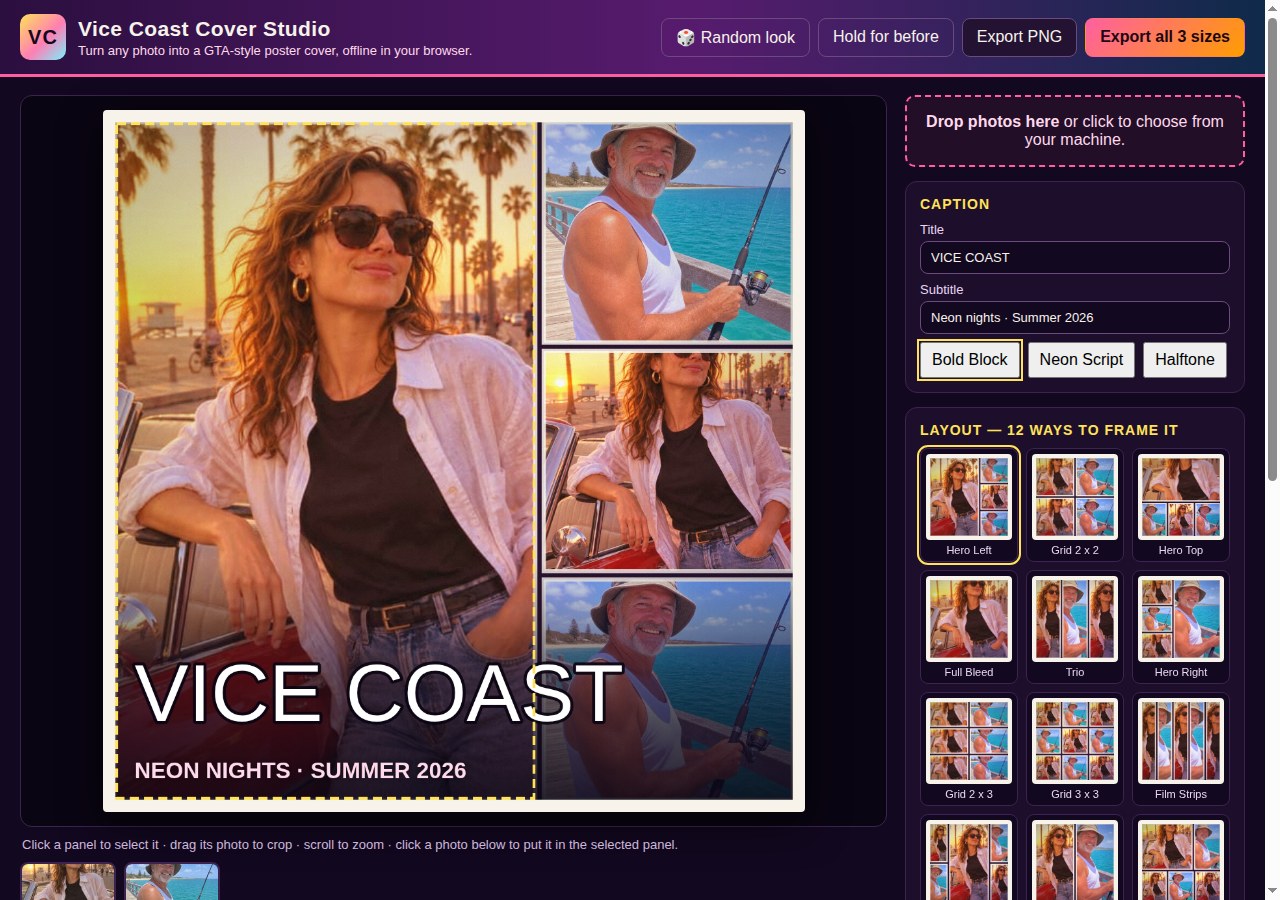 VC
Vice Coast Cover Studio
Turn any photo into a GTA-style poster cover, offline in your browser.
🎲 Random look
Hold for before
Export PNG
Export all 3 sizes
VICE COAST
NEON NIGHTS · SUMMER 2026
Click a panel to select it · drag its photo to crop · scroll to zoom · click a photo below to put it in the selected panel.
Drop photos here or click to choose from
your machine.
CAPTION
Title
VICE COAST
Subtitle
Neon nights · Summer 2026
Bold Block
Neon Script
Halftone
LAYOUT — 12 WAYS TO FRAME IT
Hero Left
Grid 2 x 2
Hero Top
Full Bleed
Trio
Hero Right
Grid 2 x 3
Grid 3 x 3
Film Strips